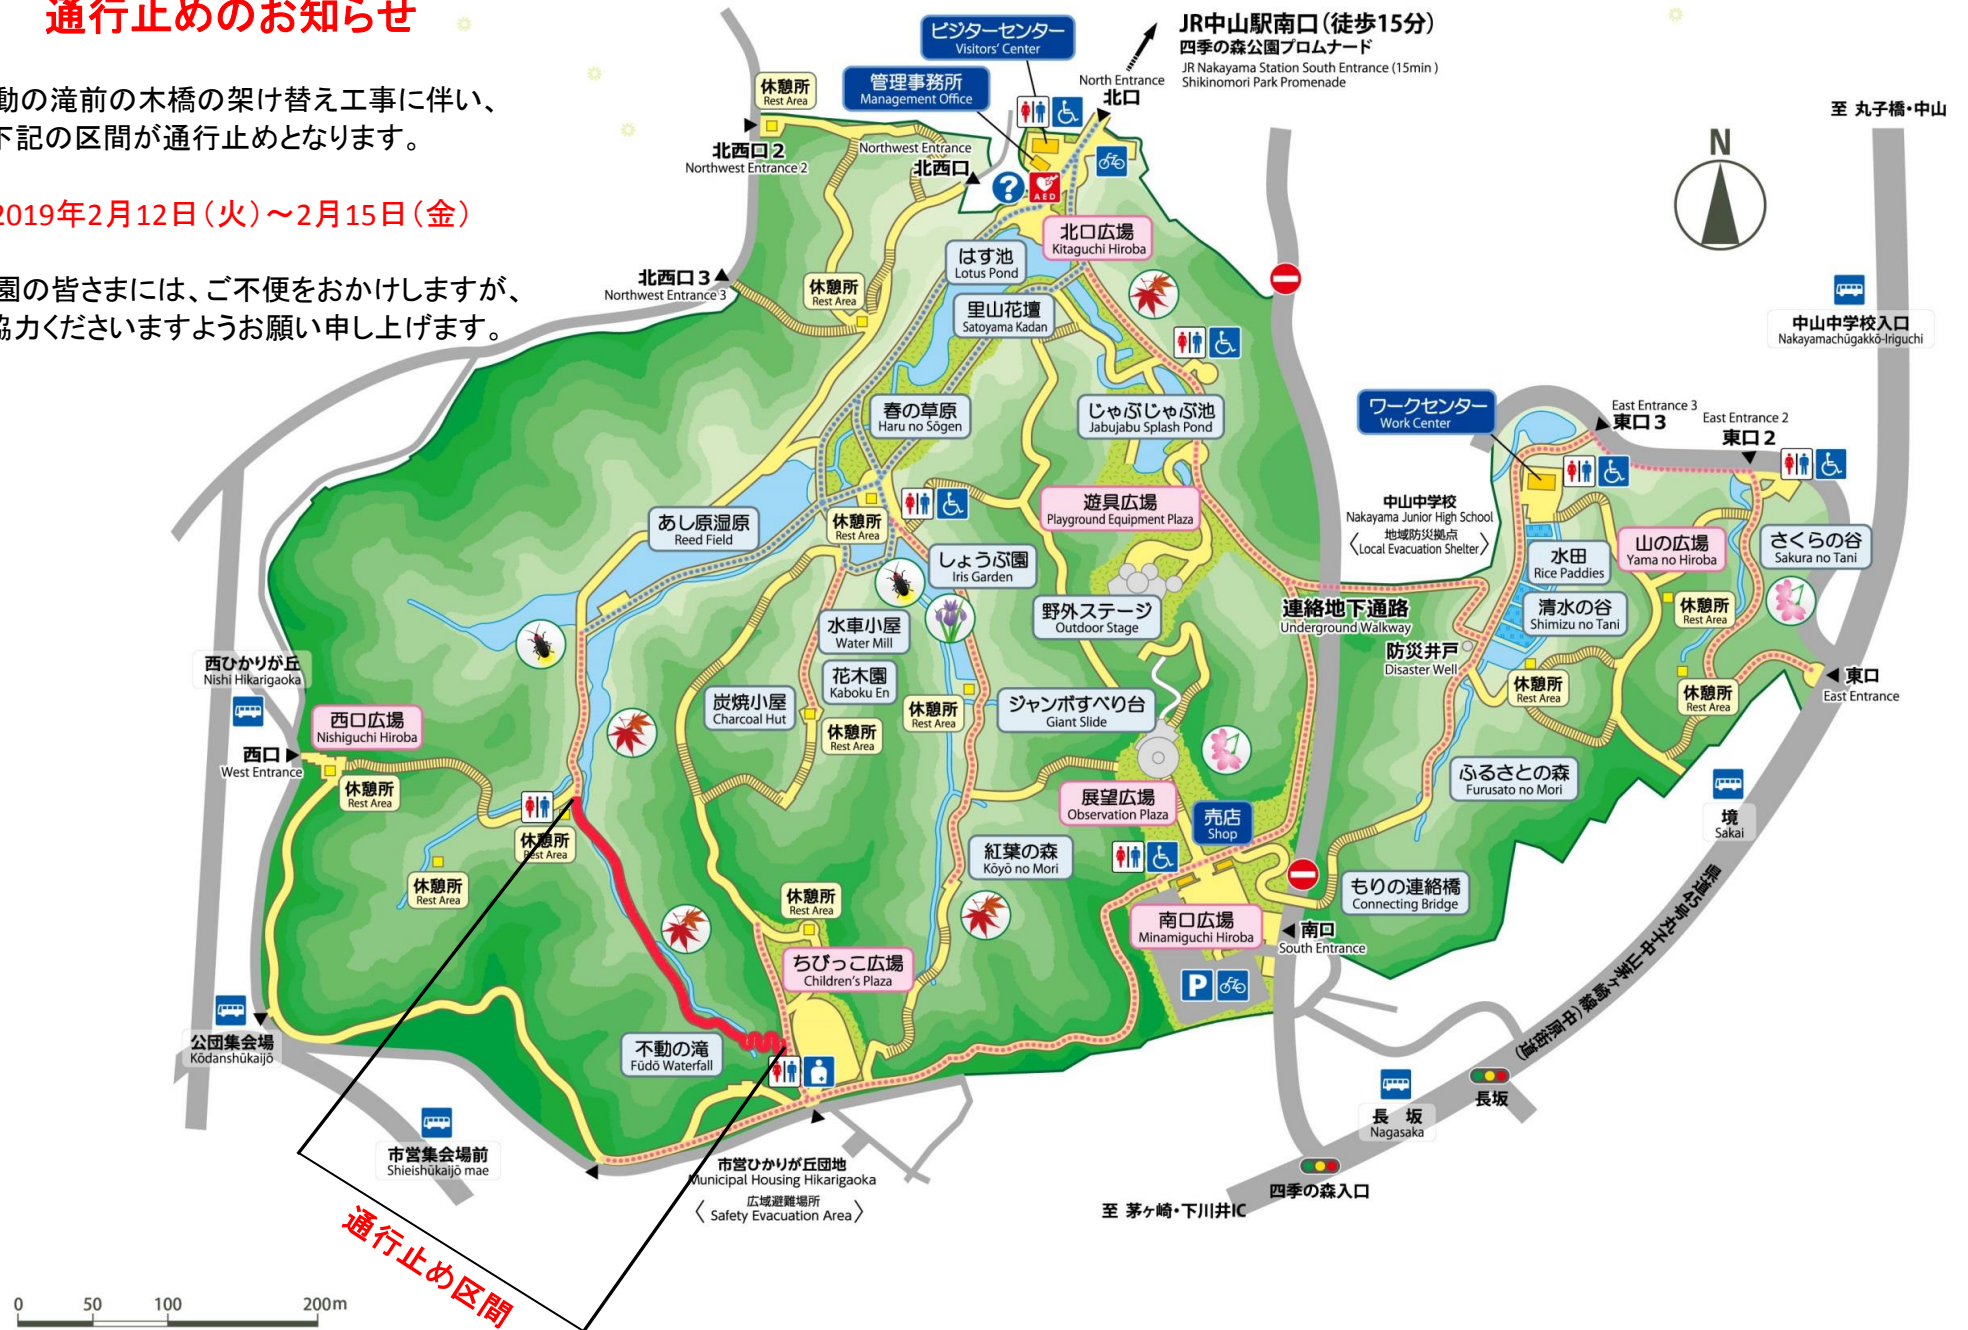 通行止めのお知らせ
動の滝前の木橋の架け替え工事に伴い、
下記の区間が通行止めとなります。
2019年2月12日（火）～2月15日（金）
園の皆さまには、ご不便をおかけしますが、
協力くださいますようお願い申し上げます。
ビジターセンター
Visitors' Center
管理事務所
Management Office
JR中山駅南口（徒歩15分）
四季の森公園プロムナード
JR Nakayama Station South Entrance (15min )
Shikinomori Park Promenade
North Entrance
北口
休憩所
Rest Area
北西口2
Northwest Entrance 2
Northwest Entrance
北西口
?
AED
至 丸子橋・中山
N
北口広場
Kitaguchi Hiroba
はす池
Lotus Pond
北西口3
Northwest Entrance 3
休憩所
Rest Area
里山花壇
Satoyama Kadan
中山中学校入口
Nakayamachūgakkō-Iriguchi
春の草原
Haru no Sōgen
じゃぶじゃぶ池
Jabujabu Splash Pond
ワークセンター
Work Center
East Entrance 3
東口3
East Entrance 2
東口2
あし原湿原
Reed Field
休憩所
Rest Area
遊具広場
Playground Equipment Plaza
中山中学校
Nakayama Junior High School
地域防災拠点
〈Local Evacuation Shelter〉
しょうぶ園
Iris Garden
水田
Rice Paddies
山の広場
Yama no Hiroba
さくらの谷
Sakura no Tani
野外ステージ
Outdoor Stage
連絡地下通路
Underground Walkway
清水の谷
Shimizu no Tani
休憩所
Rest Area
水車小屋
Water Mill
防災井戸
Disaster Well
西ひかりが丘
Nishi Hikarigaoka
花木園
Kaboku En
炭焼小屋
Charcoal Hut
休憩所
Rest Area
休憩所
Rest Area
ジャンボすべり台
Giant Slide
休憩所
Rest Area
休憩所
Rest Area
東口
East Entrance
西口広場
Nishiguchi Hiroba
西口
West Entrance
休憩所
Rest Area
休憩所
Rest Area
休憩所
Rest Area
展望広場
Observation Plaza
売店
Shop
ふるさとの森
Furusato no Mori
境
Sakai
紅葉の森
Kōyō no Mori
もりの連絡橋
Connecting Bridge
休憩所
Rest Area
南口広場
Minamiguchi Hiroba
南口
South Entrance
P
ちびっこ広場
Children's Plaza
県道45号丸子中山茅ヶ崎線（中原街道）
公団集会場
Kōdanshūkaijō
不動の滝
Fūdō Waterfall
市営集会場前
Shieishūkaijō mae
市営ひかりが丘団地
Municipal Housing Hikarigaoka
広域避難場所
〈 Safety Evacuation Area 〉
長坂
Nagasaka
長坂
四季の森入口
至 茅ヶ崎・下川井IC
通行止め区間
0 50 100 200m